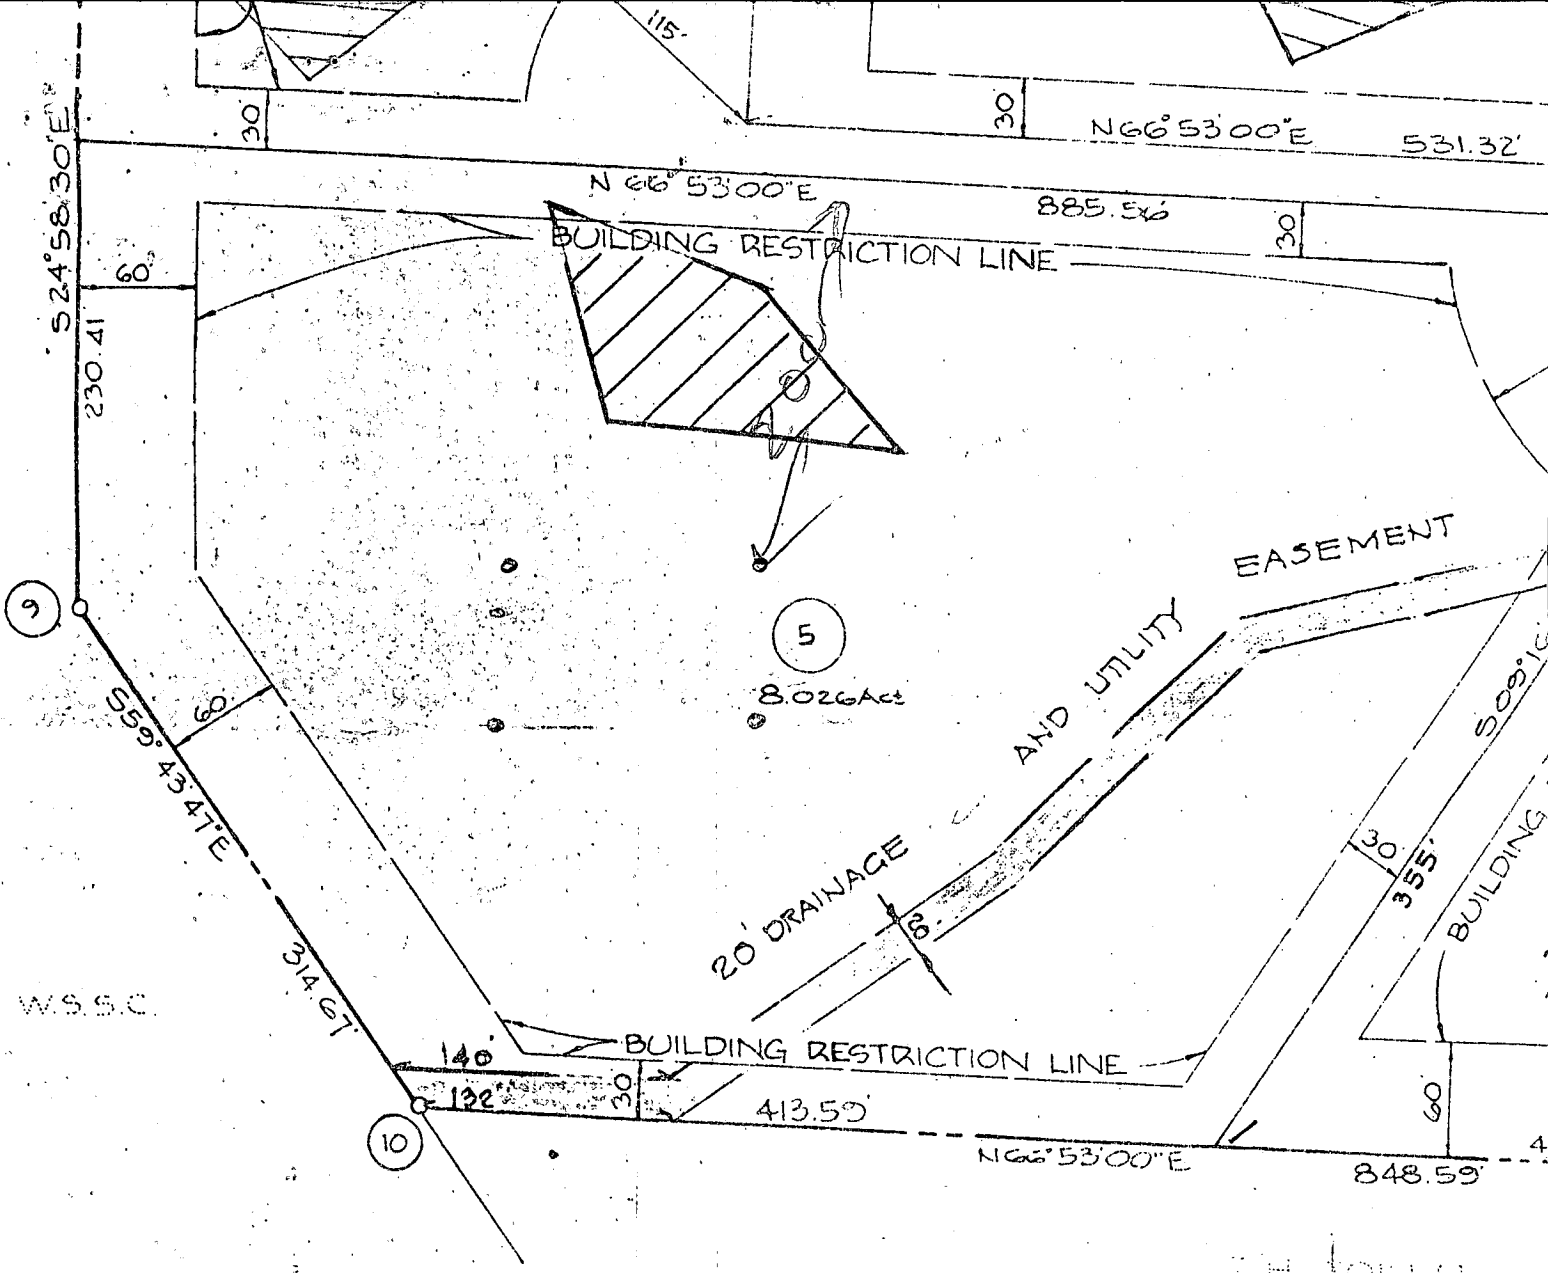 115'
30
30
N66°53'00"E 531.32'
S24°58'30"E
230.41
N 66° 53'00"E
885.56
30
60'
BUILDING RESTRICTION LINE
EASEMENT
AND UTILITY
20' DRAINAGE
9
5
8.026Ac±
S59°43'47"E
60'
314.67'
30
355'
BUILDING
20'
W.S.S.C.
140'
132
30
BUILDING RESTRICTION LINE
413.59'
60
10
N66°53'00"E
848.59'